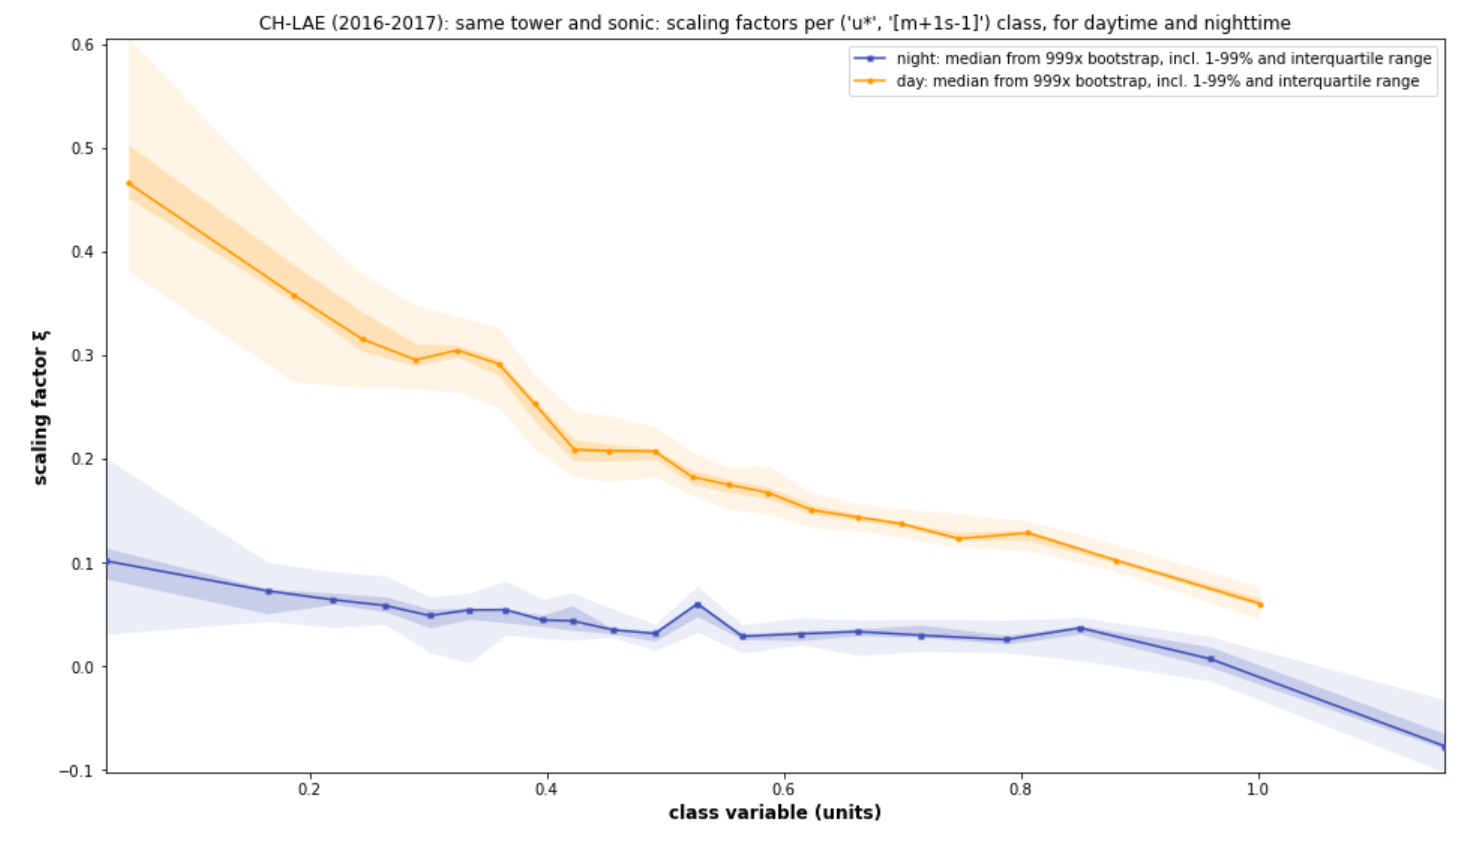 CH-LAE (2016-2017): same tower and sonic: scaling factors per ('u*', '[m+1s-1]') class, for daytime and nighttime
night: median from 999x bootstrap, incl. 1-99% and interquartile range
day: median from 999x bootstrap, incl. 1-99% and interquartile range
0.6
0.5
0.4
0.3
0.2
0.1
0.0
−0.1
scaling factor ξ
0.2 0.4 0.6 0.8 1.0
class variable (units)